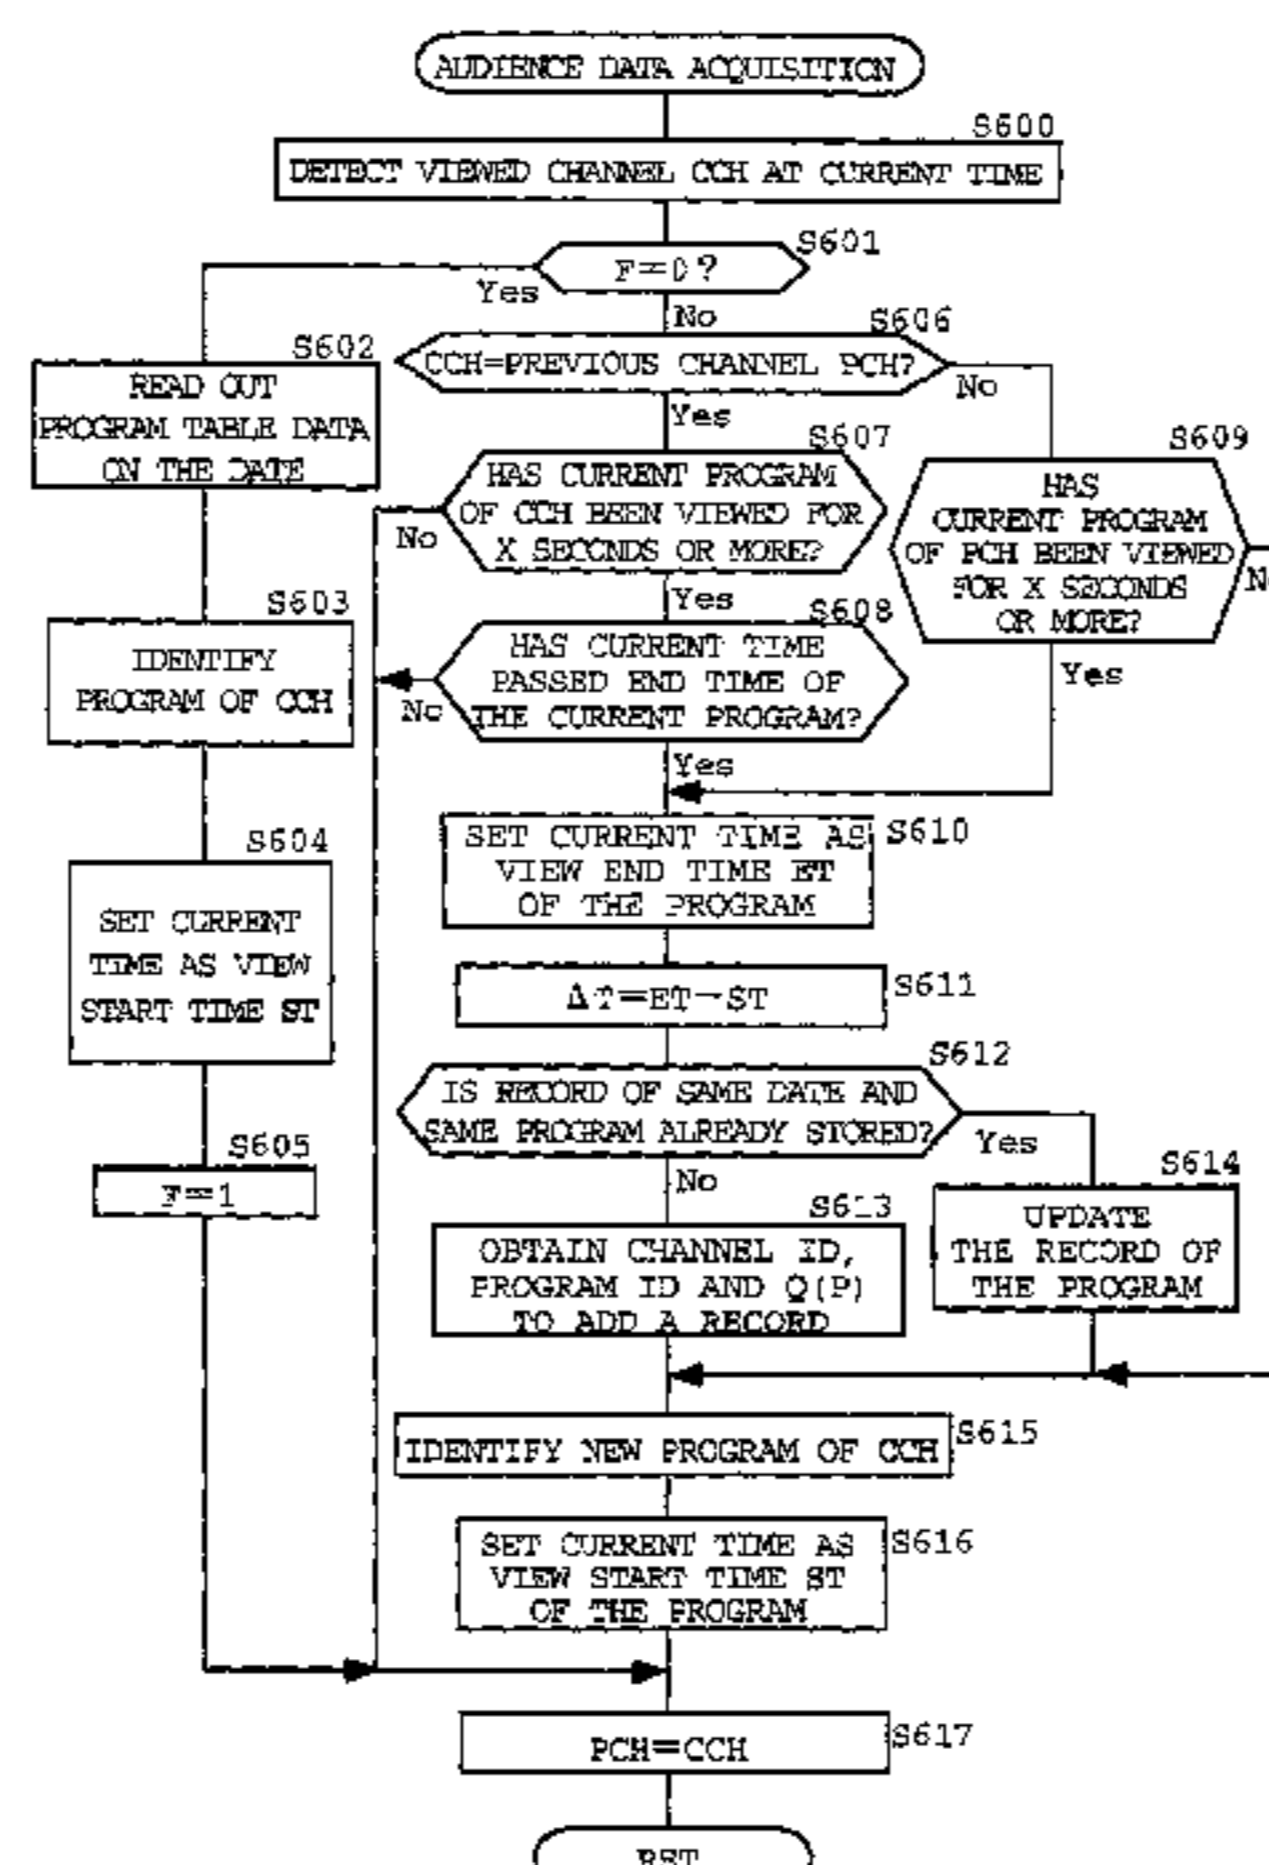 AUDIENCE DATA ACQUISITION
S600
DETECT VIEWED CHANNEL CCH AT CURRENT TIME
S601
F=0?
Yes
No
S602
READ OUT
PROGRAM TABLE DATA
ON THE DATE
S606
CCH=PREVIOUS CHANNEL PCH?
No
Yes
S607
HAS CURRENT PROGRAM
OF CCH BEEN VIEWED FOR
X SECONDS OR MORE?
No
Yes
S609
HAS
CURRENT PROGRAM
OF PCH BEEN VIEWED
FOR X SECONDS
OR MORE?
No
Yes
S603
IDENTIFY
PROGRAM OF CCH
S608
HAS CURRENT TIME
PASSED END TIME OF
THE CURRENT PROGRAM?
No
Yes
S604
SET CURRENT
TIME AS VIEW
START TIME ST
S610
SET CURRENT TIME AS
VIEW END TIME ET
OF THE PROGRAM
S611
ΔT=ET-ST
S605
F=1
S612
IS RECORD OF SAME DATE AND
SAME PROGRAM ALREADY STORED?
Yes
No
S613
OBTAIN CHANNEL ID,
PROGRAM ID AND Q(P)
TO ADD A RECORD
S614
UPDATE
THE RECORD OF
THE PROGRAM
S615
IDENTIFY NEW PROGRAM OF CCH
S616
SET CURRENT TIME AS
VIEW START TIME ST
OF THE PROGRAM
S617
PCH=CCH
RET